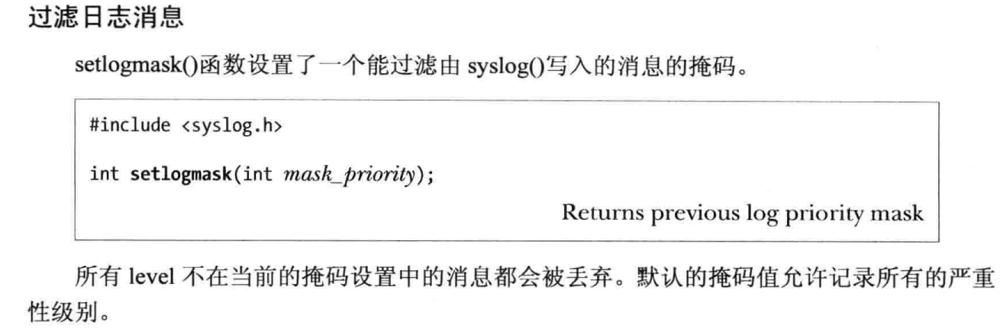 过滤日志消息
setlogmask()函数设置了一个能过滤由 syslog()写入的消息的掩码。
#include <syslog.h>
int setlogmask(int mask_priority);
Returns previous log priority mask
所有 level 不在当前的掩码设置中的消息都会被丢弃。默认的掩码值允许记录所有的严重
性级别。